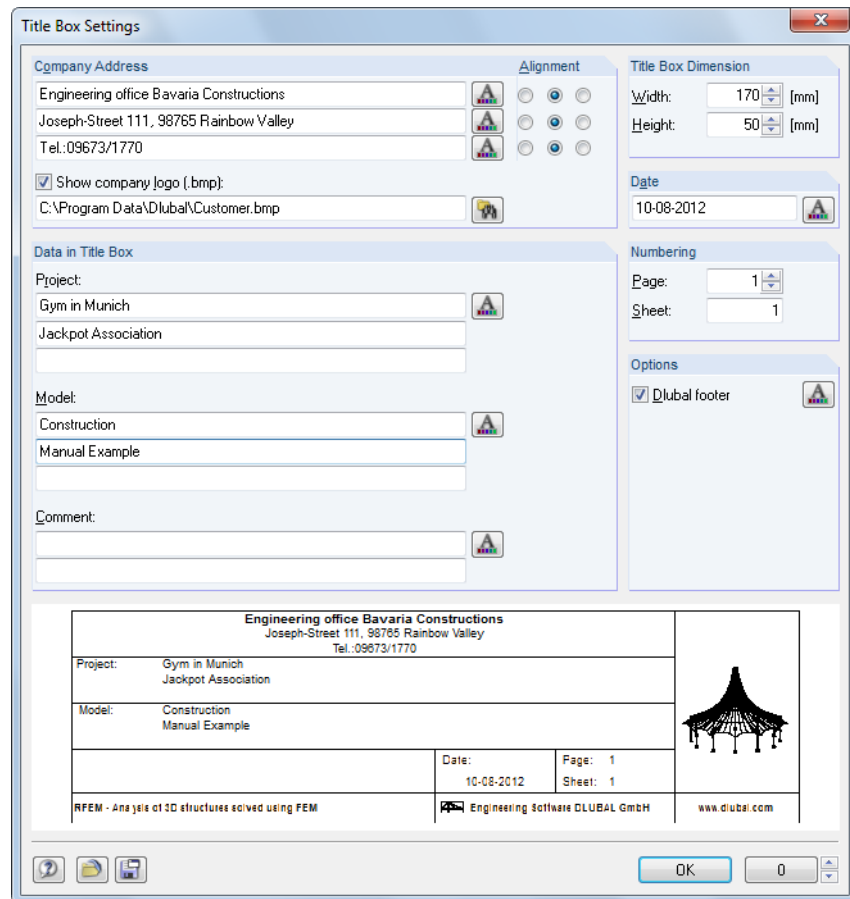 Title Box Settings
Company Address
Alignment
Engineering office Bavaria Constructions
Joseph-Street 111, 98765 Rainbow Valley
Tel.:09673/1770
Show company logo (.bmp):
C:\Program Data\Dlubal\Customer.bmp
Title Box Dimension
Width: 170 [mm]
Height: 50 [mm]
Date
10-08-2012
Data in Title Box
Project:
Gym in Munich
Jackpot Association
Model:
Construction
Manual Example
Comment:
Numbering
Page: 1
Sheet: 1
Options
Dlubal footer
Engineering office Bavaria Constructions
Joseph-Street 111, 98765 Rainbow Valley
Tel.:09673/1770
Project: Gym in Munich
Jackpot Association
Model: Construction
Manual Example
Date: Page: 1
10-08-2012 Sheet: 1
RFEM - Analysis of 3D structures solved using FEM Engineering Software DLUBAL GmbH www.dlubal.com
OK 0